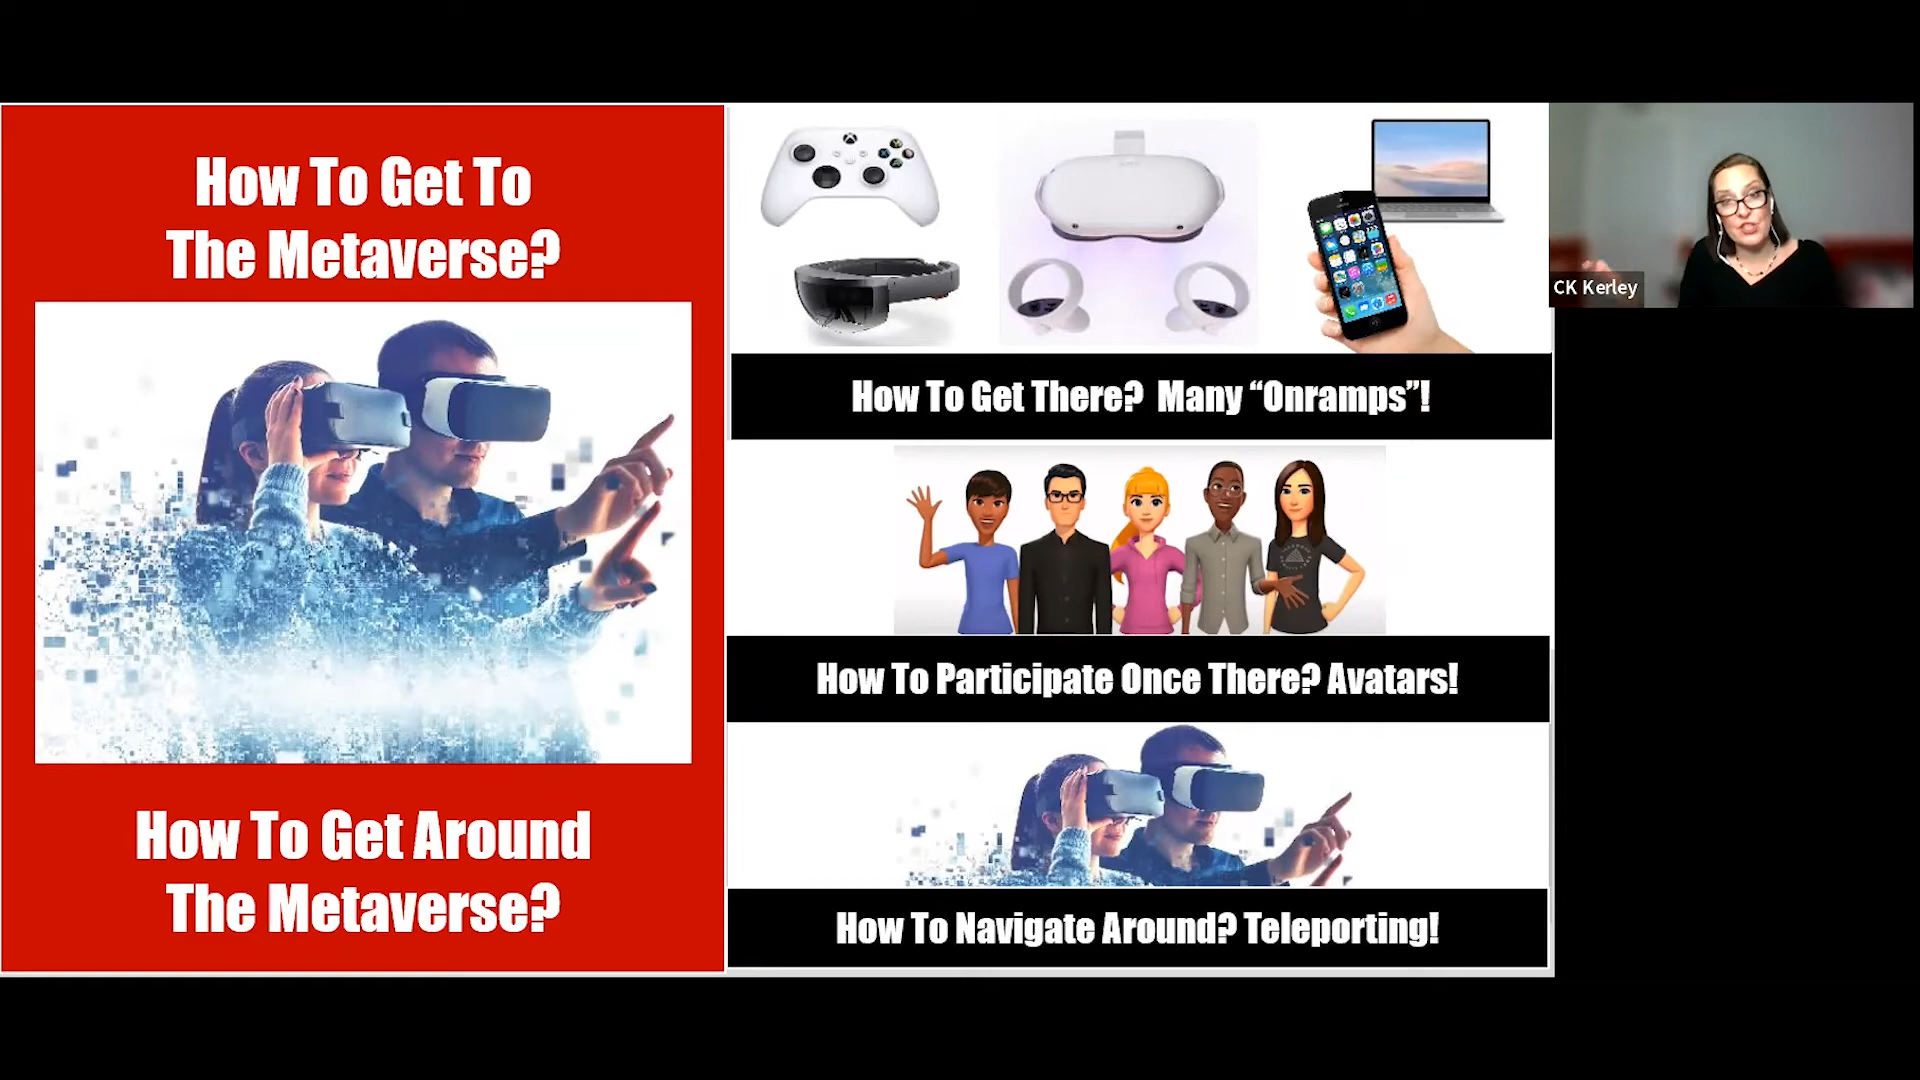 How To Get To
The Metaverse?
How To Get Around
The Metaverse?
How To Get There? Many “Onramps”!
How To Participate Once There? Avatars!
How To Navigate Around? Teleporting!
CK Kerley